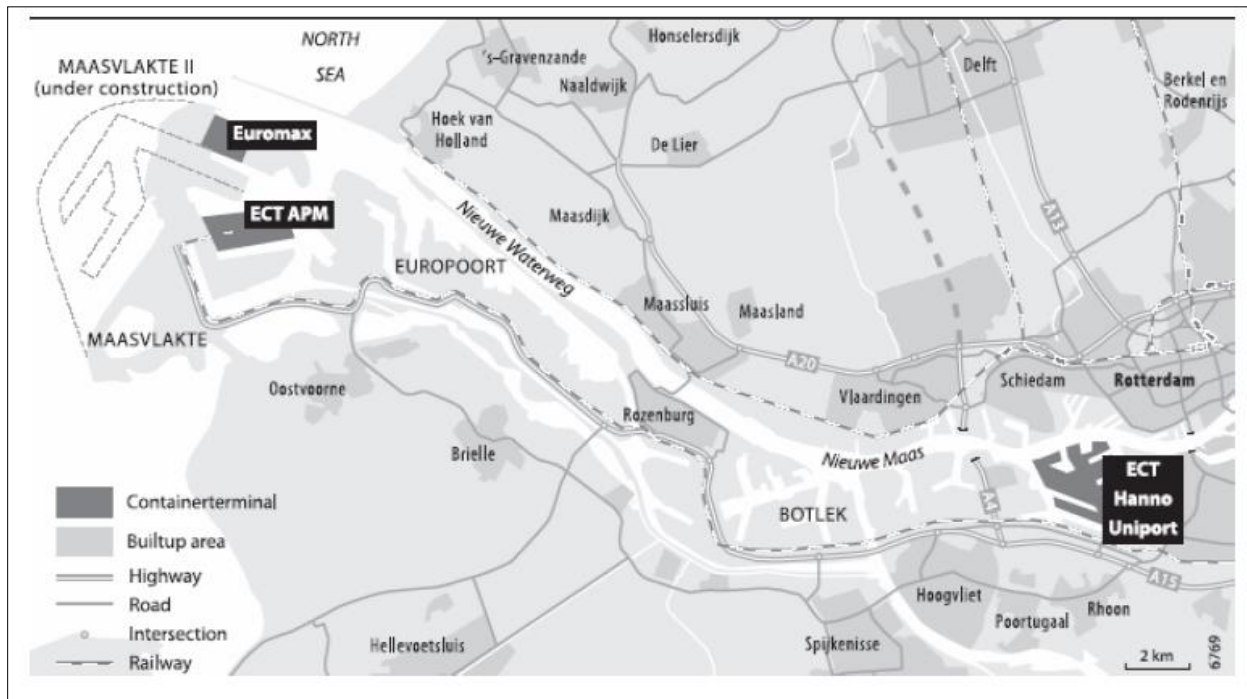 NORTH
SEA
MAASVLAKTE II
(under construction)
Euromax
ECT APM
's-Gravenzande
Honselersdijk
Naaldwijk
Hoek van
Holland
De Lier
Delft
Berkel en
Rodenrijs
Maasdijk
A13
Nieuwe Waterweg
EUROPOORT
Maassluis
Maasland
MAASVLAKTE
A20
Oostvoorne
Vlaardingen
Schiedam
Rotterdam
Rozenburg
Brielle
Nieuwe Maas
ECT
Hanno
Uniport
A4
BOTLEK
A15
Hoogvliet
Poortugaal
Rhoon
Hellevoetsluis
Spijkenisse
Containerterminal
Builtup area
Highway
Road
Intersection
Railway
2 km
6769